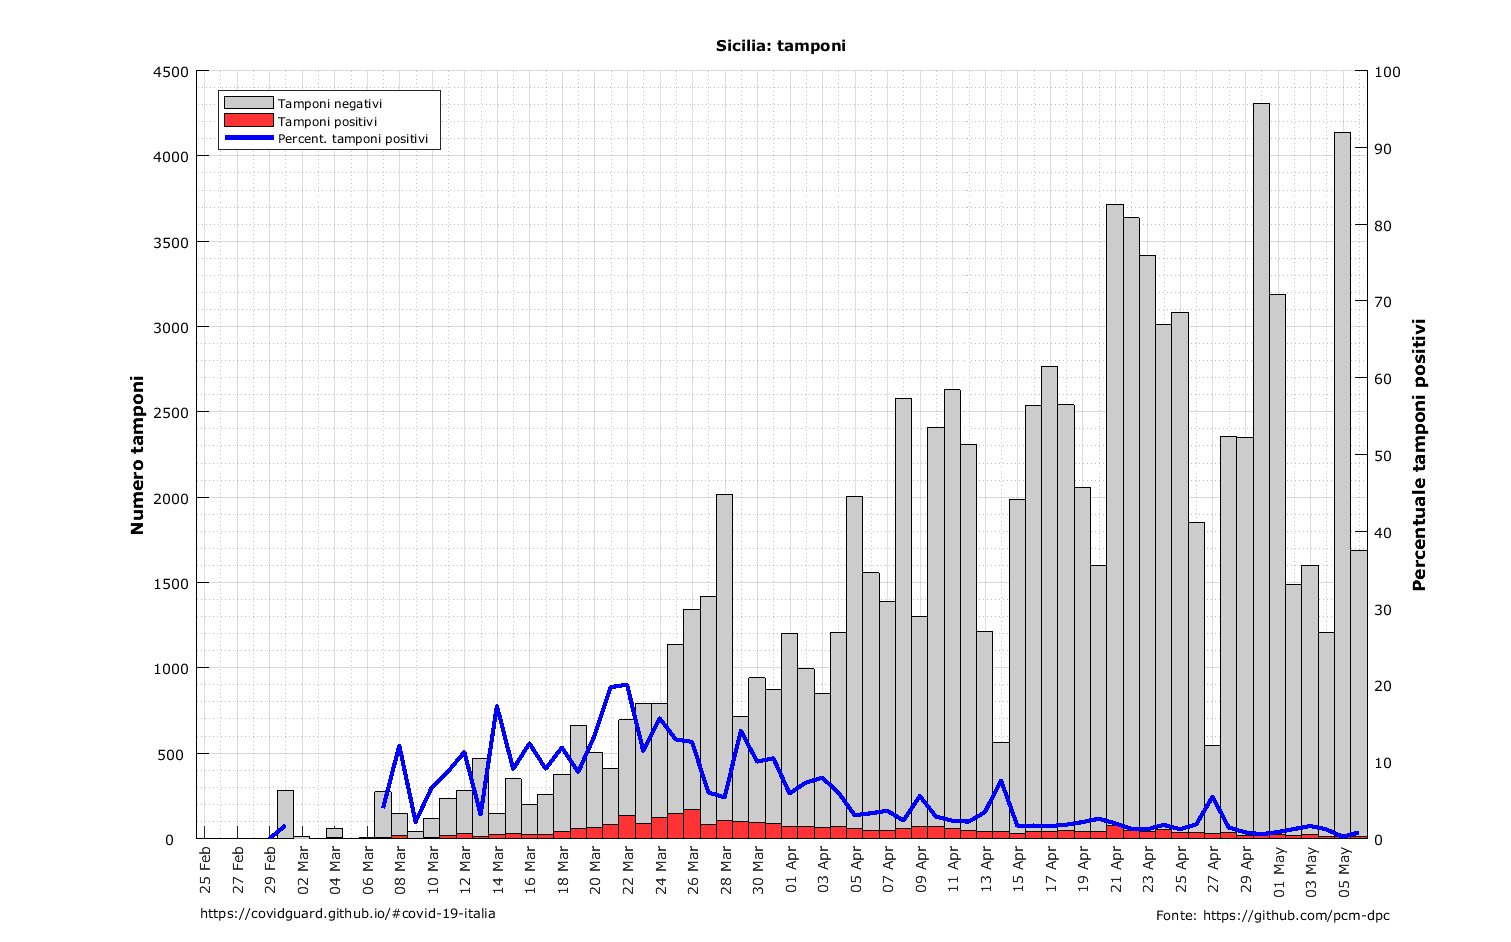 Sicilia: tamponi
Tamponi negativi
Tamponi positivi
Percent. tamponi positivi
Numero tamponi
4500
4000
3500
3000
2500
2000
1500
1000
500
0
100
90
80
70
60
50
40
30
20
10
0
Percentuale tamponi positivi
25 Feb
27 Feb
29 Feb
02 Mar
04 Mar
06 Mar
08 Mar
10 Mar
12 Mar
14 Mar
16 Mar
18 Mar
20 Mar
22 Mar
24 Mar
26 Mar
28 Mar
30 Mar
01 Apr
03 Apr
05 Apr
07 Apr
09 Apr
11 Apr
13 Apr
15 Apr
17 Apr
19 Apr
21 Apr
23 Apr
25 Apr
27 Apr
29 Apr
01 May
03 May
05 May
https://covidguard.github.io/#covid-19-italia
Fonte: https://github.com/pcm-dpc